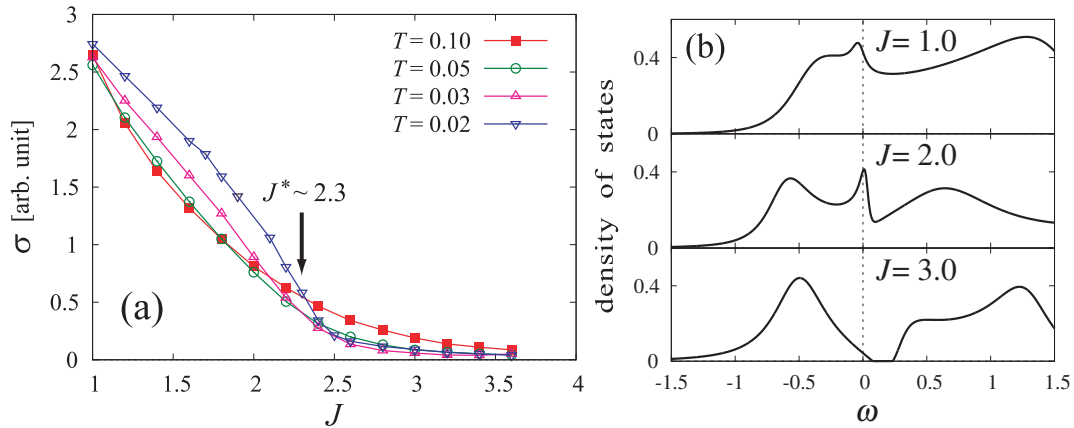 3
2.5
2
1.5
1
0.5
0
σ [arb. unit]
T = 0.10
T = 0.05
T = 0.03
T = 0.02
J* ~ 2.3
(a)
1 1.5 2 2.5 3 3.5 4
J
(b)
density of states
J = 1.0
0.4
0
J = 2.0
0.4
0
J = 3.0
0.4
0
-1.5 -1 -0.5 0 0.5 1 1.5
ω